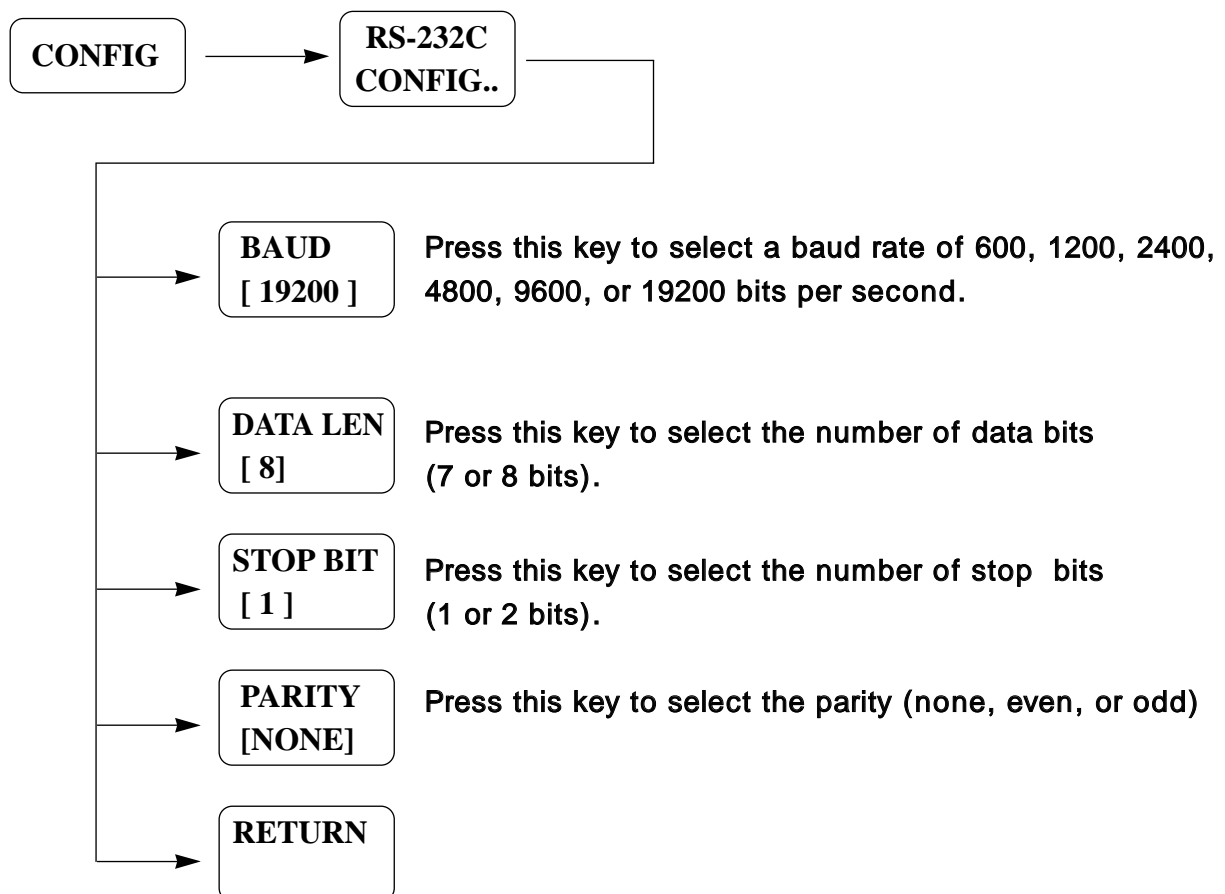 CONFIG
RS-232C
CONFIG..
BAUD
[ 19200 ]
Press this key to select a baud rate of 600, 1200, 2400,
4800, 9600, or 19200 bits per second.
DATA LEN
[ 8]
Press this key to select the number of data bits
(7 or 8 bits).
STOP BIT
[ 1 ]
Press this key to select the number of stop  bits
(1 or 2 bits).
PARITY
[NONE]
Press this key to select the parity (none, even, or odd)
RETURN